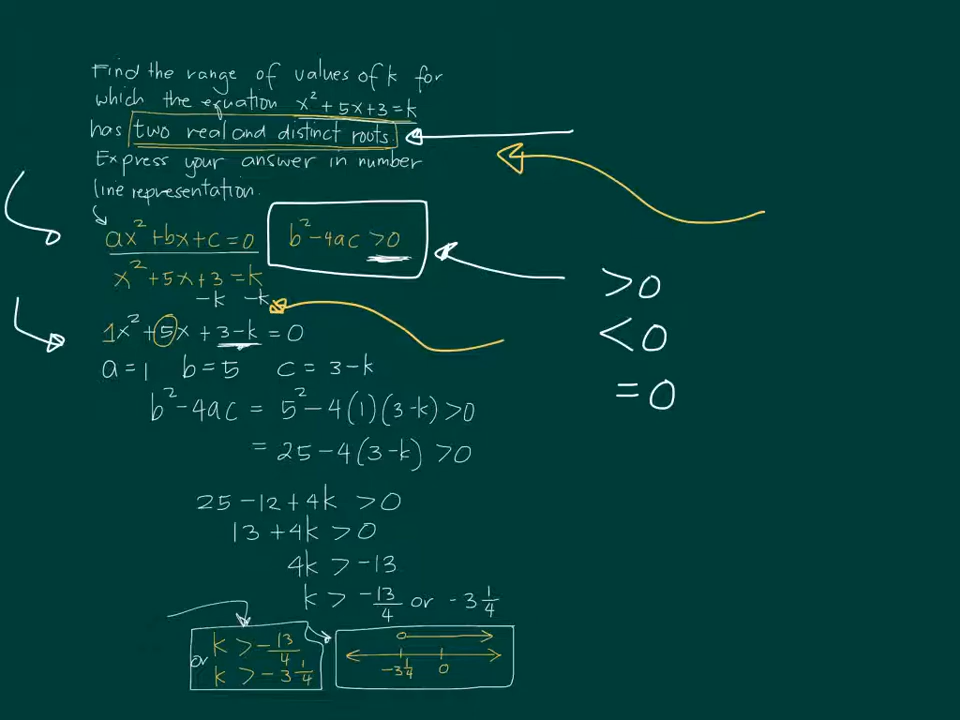 Find the range of values of k for
which the equation x² + 5x + 3 = k
has two real and distinct roots.
Express your answer in number
line representation.
ax² + bx + c = 0
b² - 4ac > 0
x² + 5x + 3 = k
-k -k
1x² + 5x + 3-k = 0
a = 1 b = 5 c = 3-k
b² - 4ac = 5² - 4(1)(3-k) > 0
= 25 - 4(3-k) > 0
25 - 12 + 4k > 0
13 + 4k > 0
4k > -13
k > -13/4 or -3 1/4
k > -13/4
or
k > -3 1/4
-3 1/4 0
> 0
< 0
= 0